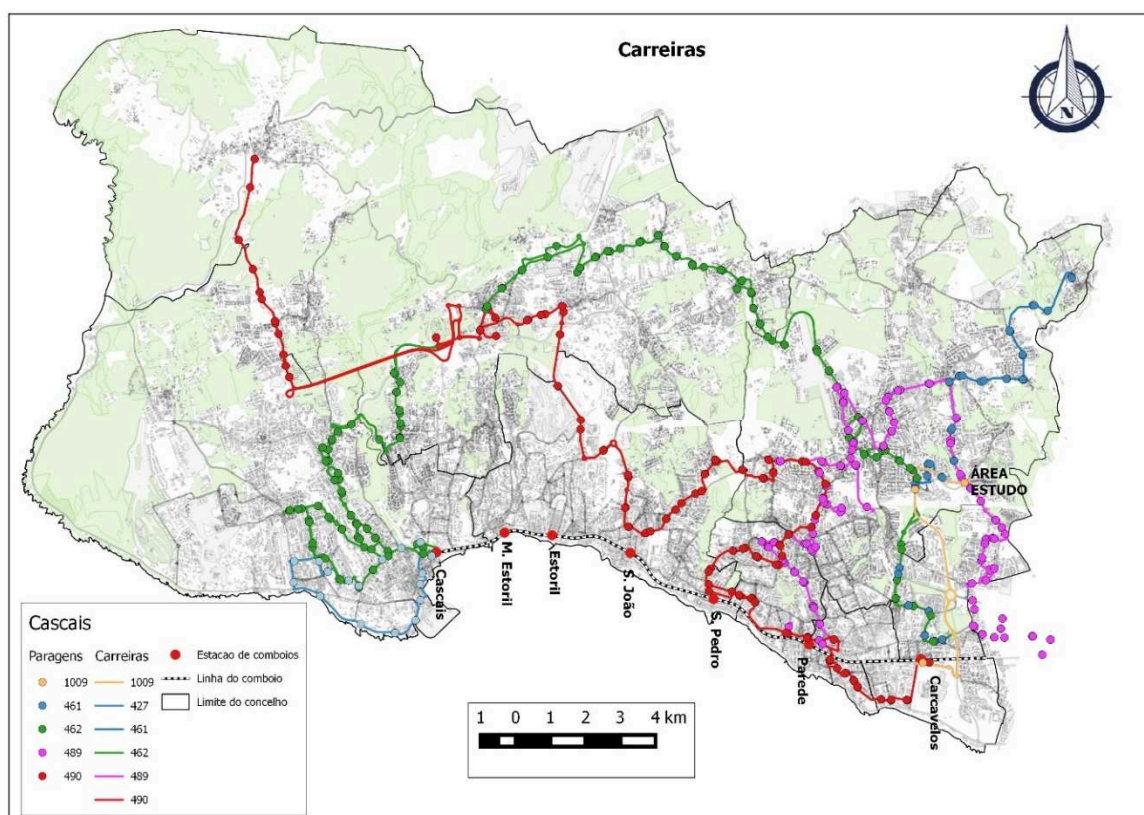 Carreiras
N
ÁREA
ESTUDO
Cascais
M. Estoril
Estoril
S. João
S. Pedro
Parede
Carcavelos
Cascais
Paragens Carreiras
1009 1009 Estacao de comboios
461 427 Linha do comboio
462 461 Limite do concelho
489 462
490 489
490
1 0 1 2 3 4 km